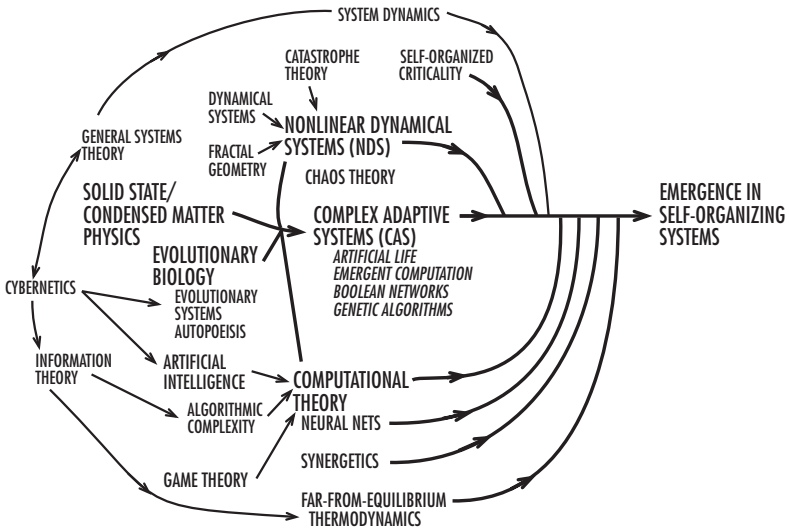 SYSTEM DYNAMICS
CATASTROPHE
THEORY
SELF-ORGANIZED
CRITICALITY
DYNAMICAL
SYSTEMS
NONLINEAR DYNAMICAL
SYSTEMS (NDS)
GENERAL SYSTEMS
THEORY
FRACTAL
GEOMETRY
CHAOS THEORY
SOLID STATE/
CONDENSED MATTER
PHYSICS
COMPLEX ADAPTIVE
SYSTEMS (CAS)
ARTIFICIAL LIFE
EMERGENT COMPUTATION
BOOLEAN NETWORKS
GENETIC ALGORITHMS
EMERGENCE IN
SELF-ORGANIZING
SYSTEMS
EVOLUTIONARY
BIOLOGY
CYBERNETICS
EVOLUTIONARY
SYSTEMS
AUTOPOEISIS
INFORMATION
THEORY
ARTIFICIAL
INTELLIGENCE
COMPUTATIONAL
THEORY
ALGORITHMIC
COMPLEXITY
NEURAL NETS
SYNERGETICS
GAME THEORY
FAR-FROM-EQUILIBRIUM
THERMODYNAMICS